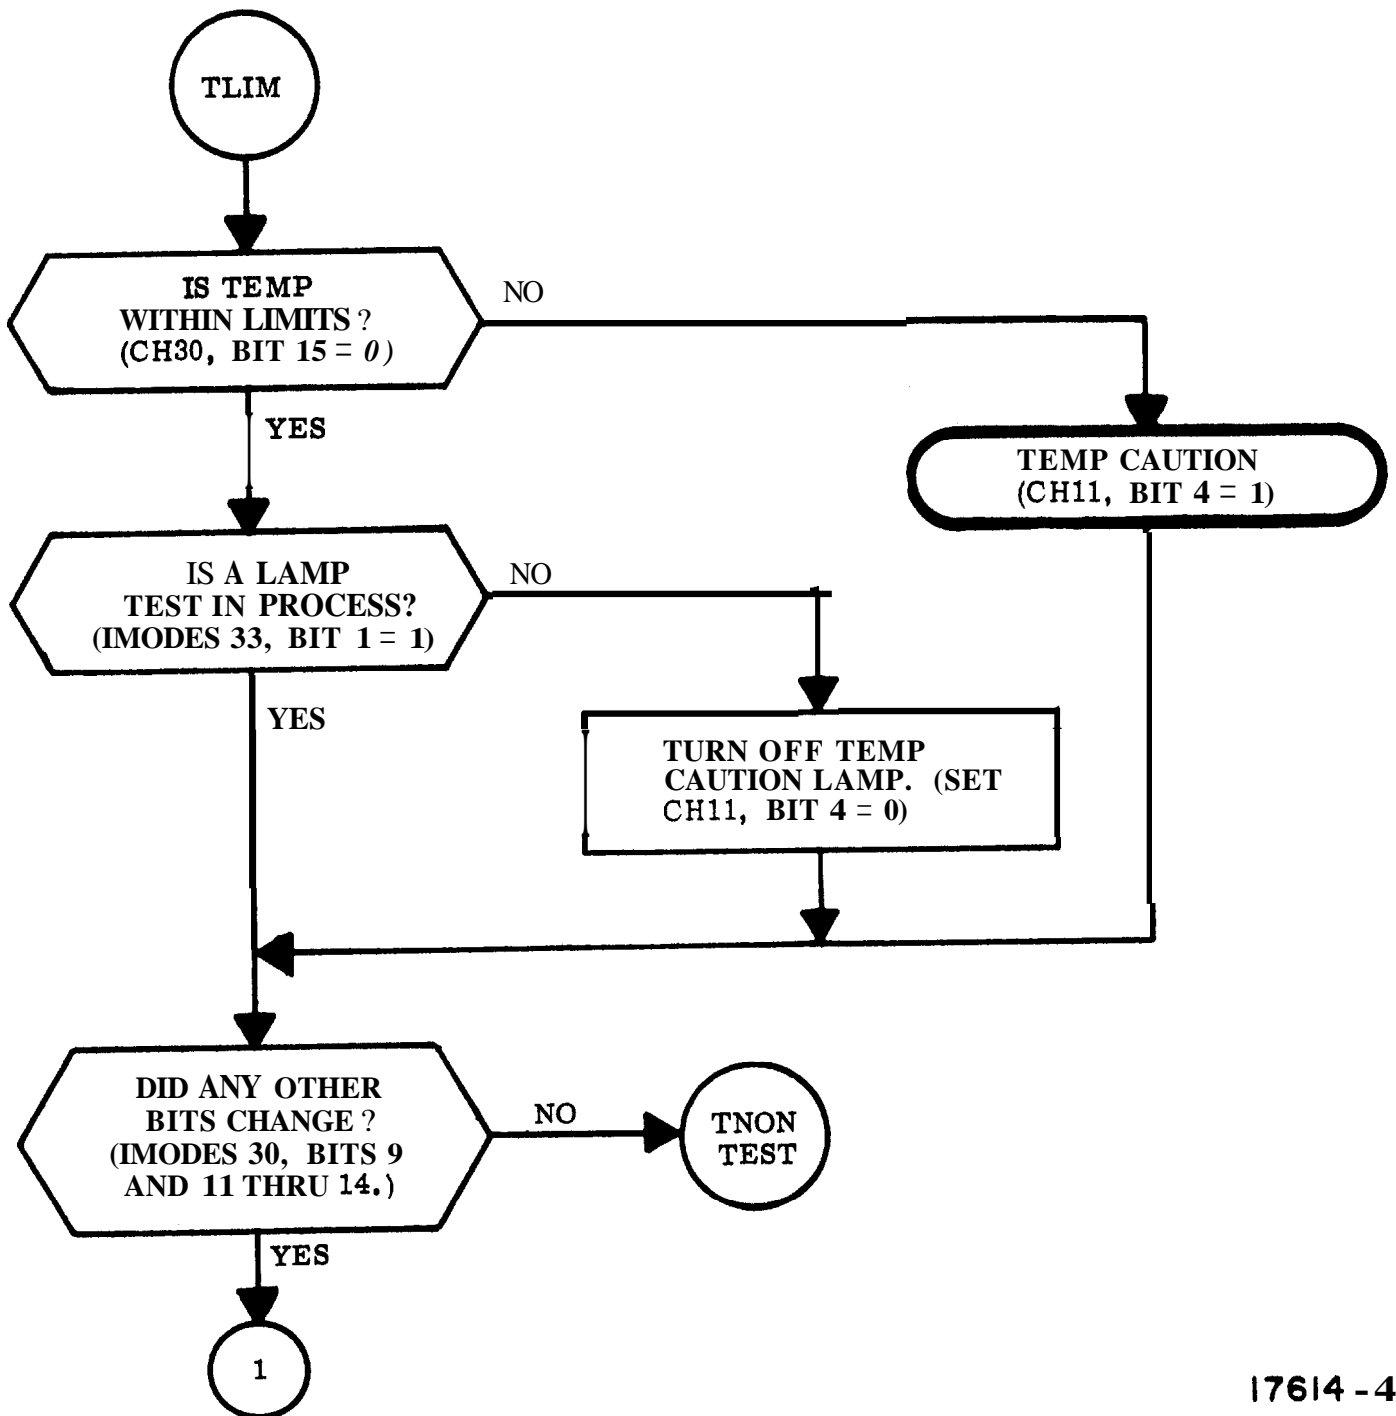 TLIM
IS TEMP
WITHIN LIMITS ?
(CH30, BIT 15 = 0)
NO
YES
TEMP CAUTION
(CH11, BIT 4 = 1)
IS A LAMP
TEST IN PROCESS?
(IMODES 33, BIT 1 = 1)
NO
YES
TURN OFF TEMP
CAUTION LAMP. (SET
CH11, BIT 4 = 0)
DID ANY OTHER
BITS CHANGE ?
(IMODES 30, BITS 9
AND 11 THRU 14.)
NO
TNON
TEST
YES
1
17614-4